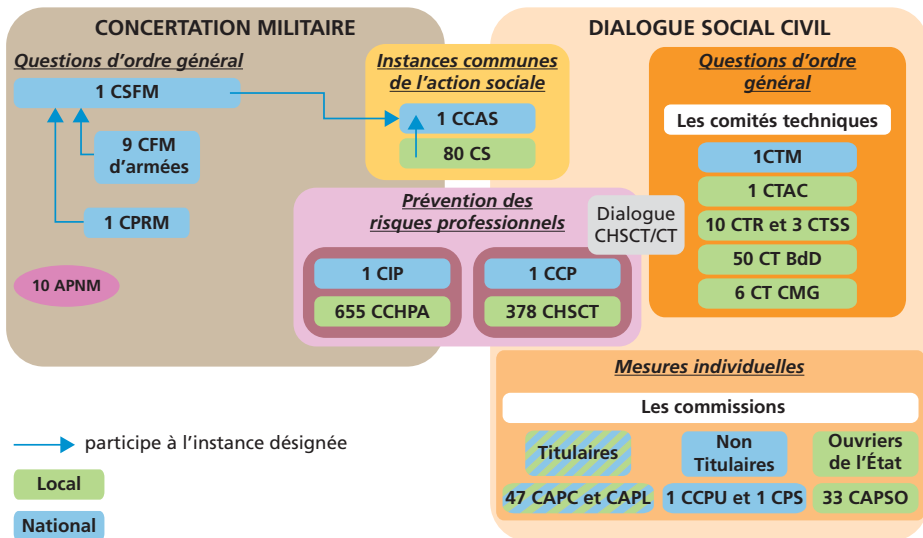 CONCERTATION MILITAIRE
Questions d'ordre général
1 CSFM
9 CFM
d'armées
1 CPRM
10 APNM
Instances communes
de l'action sociale
1 CCAS
80 CS
Prévention des
risques professionnels
1 CIP
655 CCHPA
1 CCP
378 CHSCT
Dialogue
CHSCT/CT
DIALOGUE SOCIAL CIVIL
Questions d'ordre
général
Les comités techniques
1CTM
1 CTAC
10 CTR et 3 CTSS
50 CT BdD
6 CT CMG
Mesures individuelles
Les commissions
Titulaires
Non
Titulaires
Ouvriers
de l'État
47 CAPC et CAPL
1 CCPU et 1 CPS
33 CAPSO
participe à l'instance désignée
Local
National